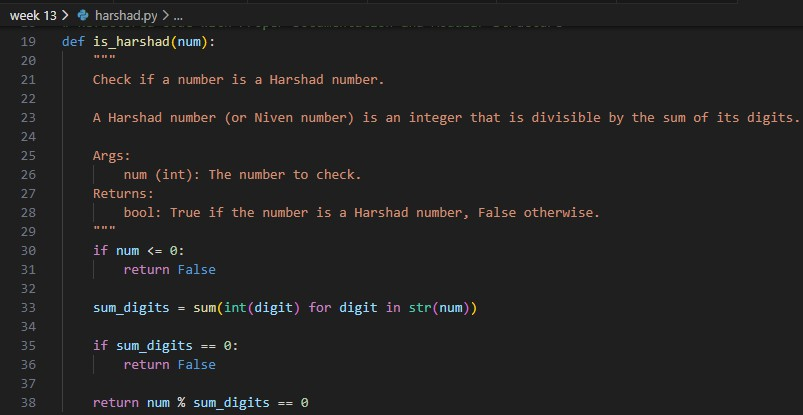 week 13 > harshad.py > ...
19 def is_harshad(num):
20 """
21 Check if a number is a Harshad number.
22
23 A Harshad number (or Niven number) is an integer that is divisible by the sum of its digits.
24
25 Args:
26 num (int): The number to check.
27 Returns:
28 bool: True if the number is a Harshad number, False otherwise.
29 """
30 if num <= 0:
31 return False
32
33 sum_digits = sum(int(digit) for digit in str(num))
34
35 if sum_digits == 0:
36 return False
37
38 return num % sum_digits == 0